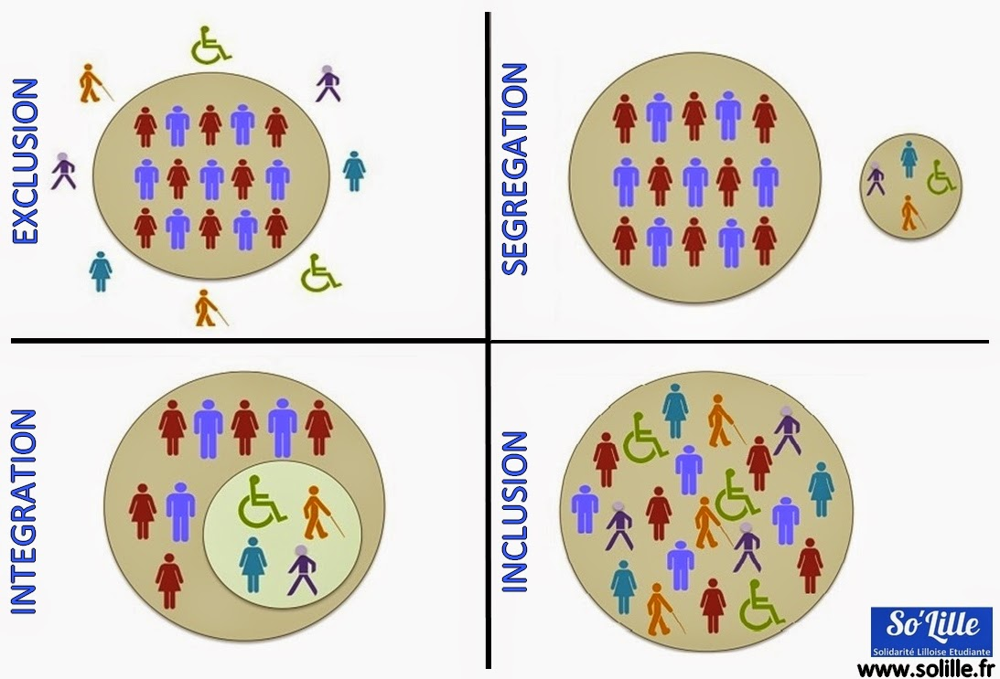 EXCLUSION
SEGREGATION
INTEGRATION
INCLUSION
So'Lille
Solidarité Lilloise Etudiante
www.solille.fr